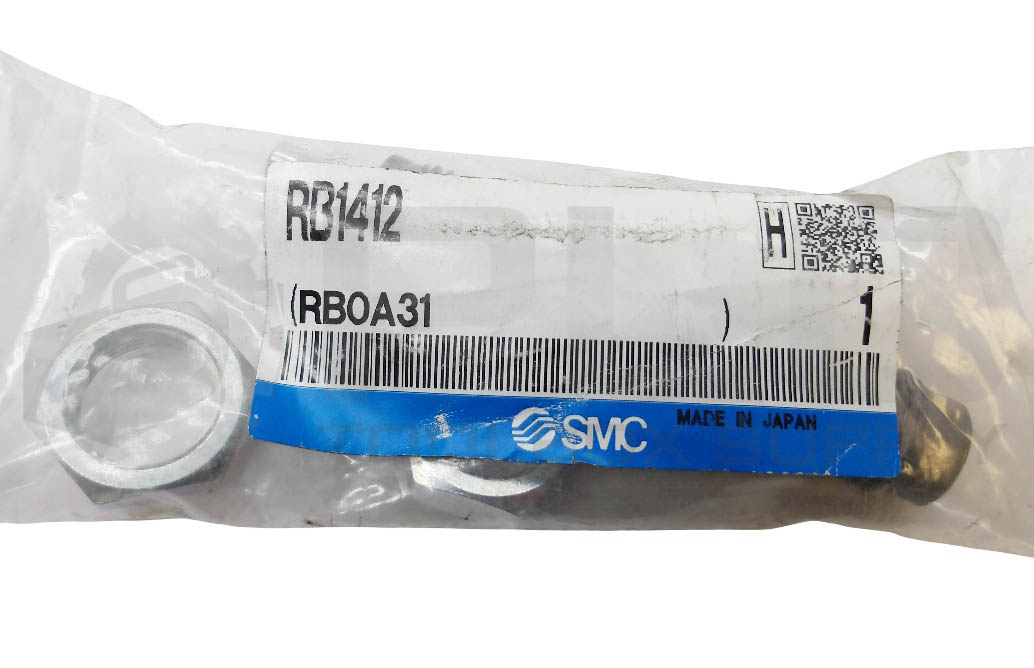 RB1412
H
(RB0A31 ) 1
SMC MADE IN JAPAN